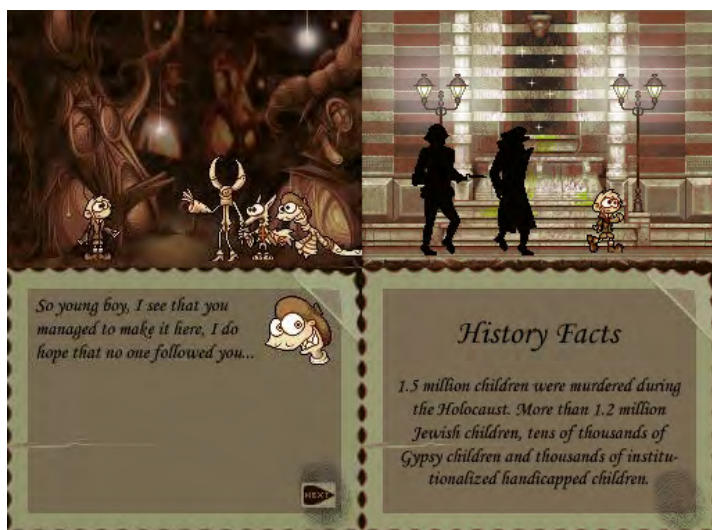 So young boy, I see that you
managed to make it here, I do
hope that no one followed you...
NEXT
History Facts
1.5 million children were murdered during
the Holocaust. More than 1.2 million
Jewish children, tens of thousands of
Gypsy children and thousands of institu-
tionalized handicapped children.